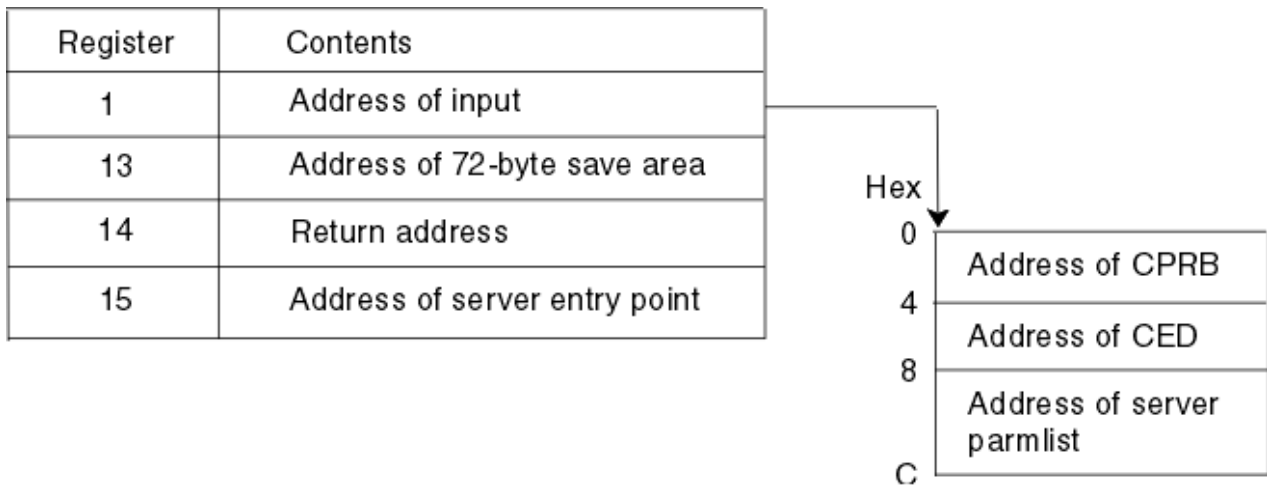 Register Contents
1 Address of input
13 Address of 72-byte save area
14 Return address
15 Address of server entry point
Hex
0
Address of CPRB
4
Address of CED
8
Address of server
parmlist
C